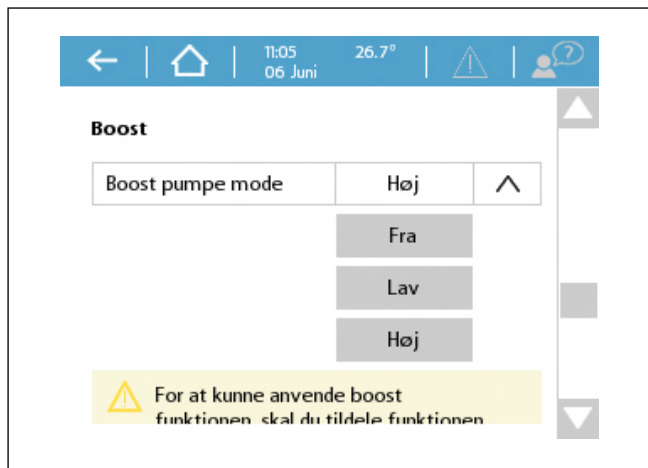 11:05 26.7°
06 Juni
?
Boost
Boost pumpe mode Høj
Fra
Lav
Høj
For at kunne anvende boost
funktionen, skal du tildele funktionen